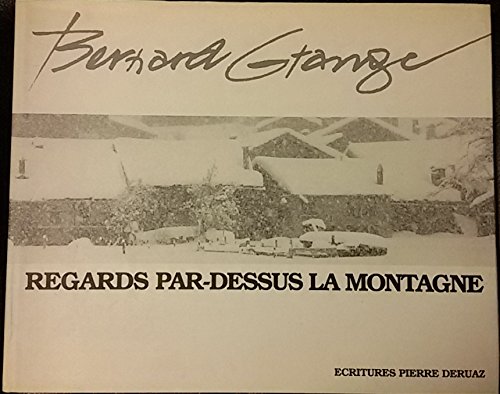 Bernard Grange
REGARDS PAR-DESSUS LA MONTAGNE
ECRITURES PIERRE DERUAZ